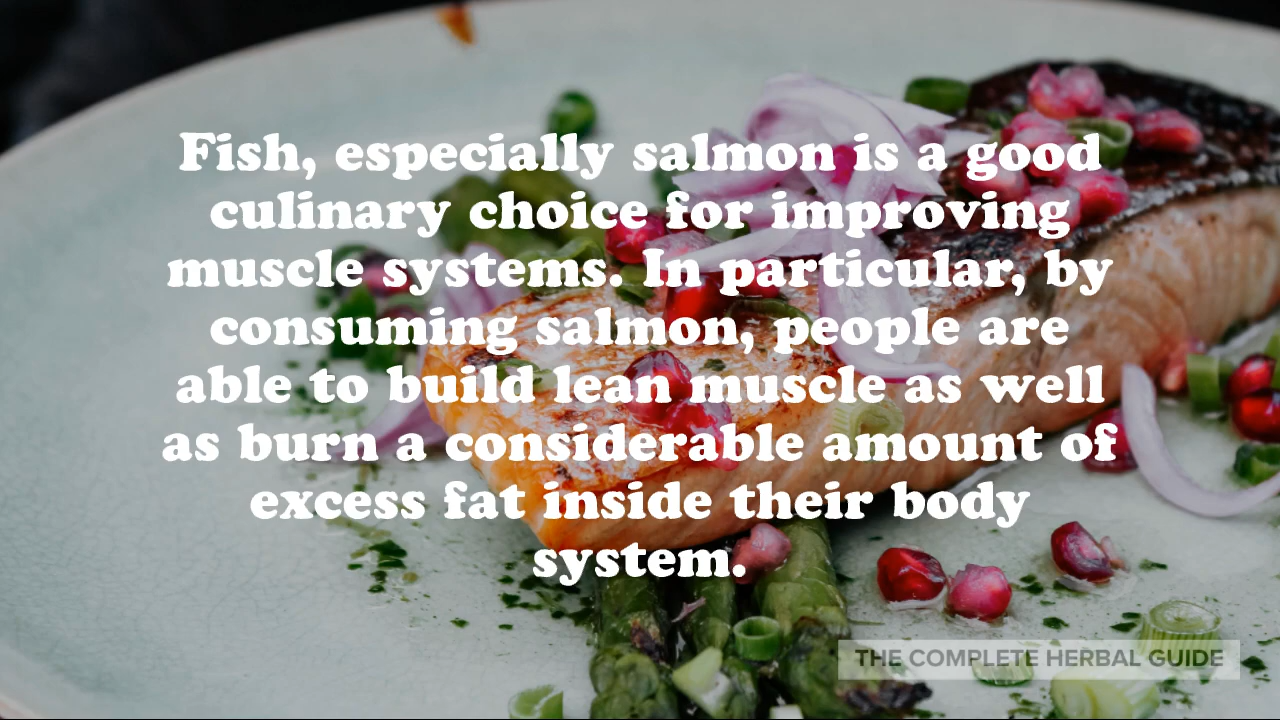 Fish, especially salmon is a good
culinary choice for improving
muscle systems. In particular, by
consuming salmon, people are
able to build lean muscle as well
as burn a considerable amount of
excess fat inside their body
system.
THE COMPLETE HERBAL GUIDE